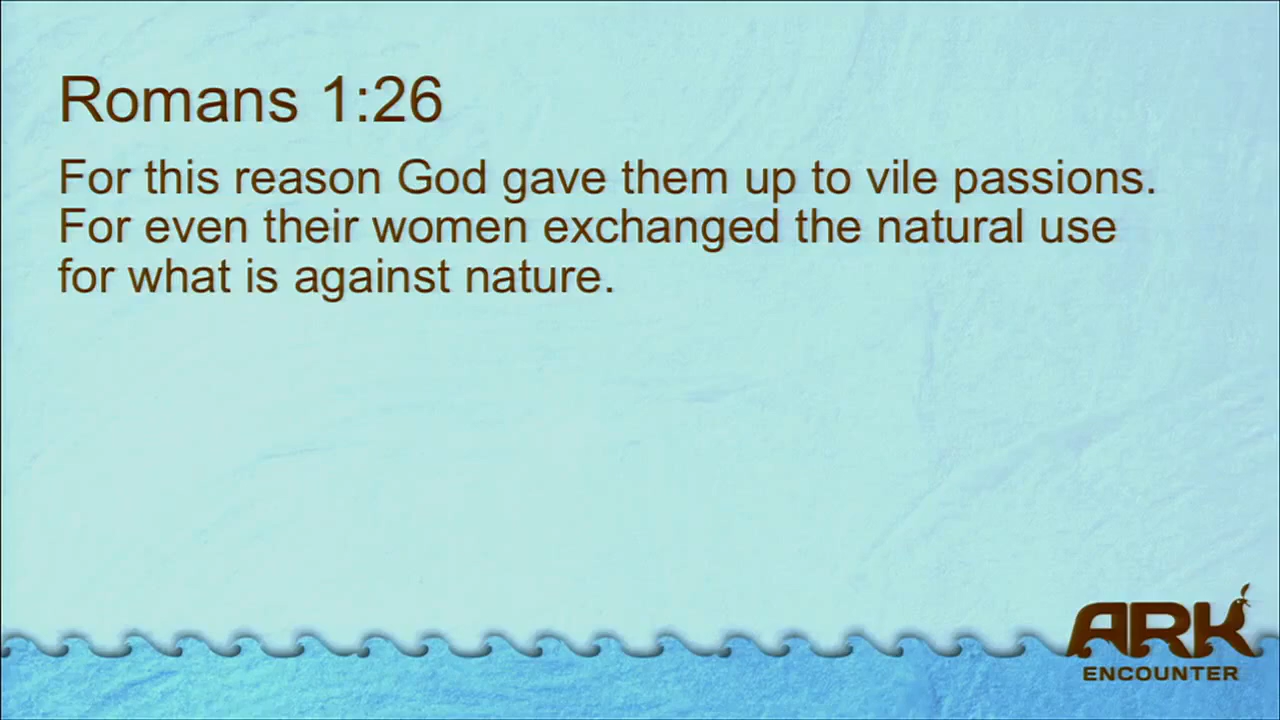 Romans 1:26
For this reason God gave them up to vile passions.
For even their women exchanged the natural use
for what is against nature.
ARK
ENCOUNTER